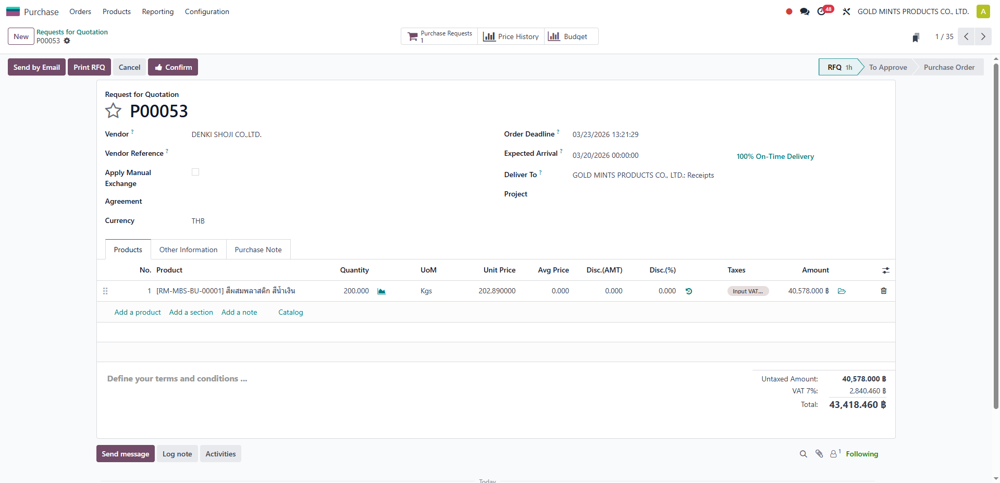 Purchase Orders Products Reporting Configuration 48 GOLD MINTS PRODUCTS CO., LTD. A
New Requests for Quotation
P00053
Purchase Requests 1 Price History Budget 1 / 35
Send by Email Print RFQ Cancel Confirm RFQ 1h To Approve Purchase Order
Request for Quotation
P00053
Vendor ? DENKI SHOJI CO.,LTD. Order Deadline ? 03/23/2026 13:21:29
Vendor Reference ? Expected Arrival ? 03/20/2026 00:00:00 100% On-Time Delivery
Apply Manual Exchange Deliver To ? GOLD MINTS PRODUCTS CO., LTD.: Receipts
Agreement Project
Currency THB
Products Other Information Purchase Note
No. Product Quantity UoM Unit Price Avg Price Disc.(AMT) Disc.(%) Taxes Amount
1 [RM-MBS-BU-00001] สีผสมพลาสติก สีน้ำเงิน 200.000 Kgs 202.890000 0.000 0.000 0.000 Input VAT... 40,578.000 ฿
Add a product Add a section Add a note Catalog
Define your terms and conditions ...
Untaxed Amount: 40,578.000 ฿
VAT 7%: 2,840.460 ฿
Total: 43,418.460 ฿
Send message Log note Activities 1 Following
Today